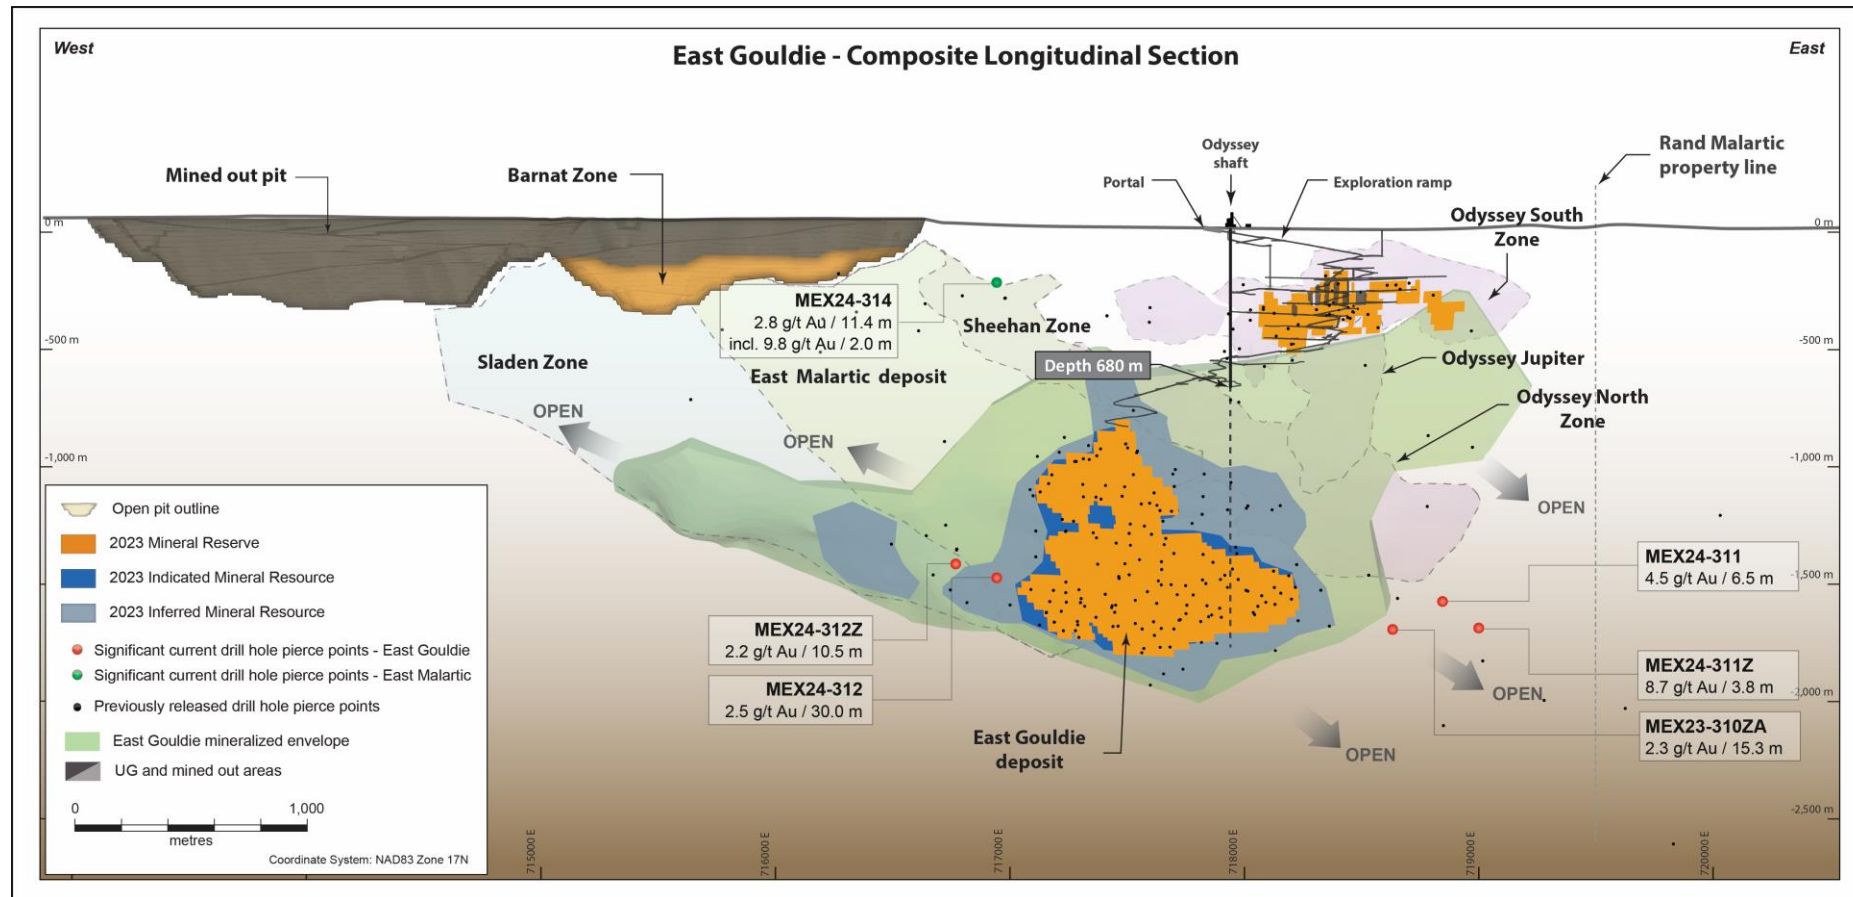 West
East Gouldie - Composite Longitudinal Section
East
Mined out pit
Barnat Zone
Portal
Odyssey
shaft
Exploration ramp
Rand Malartic
property line
Odyssey South
Zone
0 m
0 m
MEX24-314
2.8 g/t Au / 11.4 m
incl. 9.8 g/t Au / 2.0 m
Sheehan Zone
-500 m
-500 m
Sladen Zone
East Malartic deposit
Depth 680 m
Odyssey Jupiter
Odyssey North
Zone
OPEN
OPEN
-1,000 m
-1,000 m
OPEN
Open pit outline
2023 Mineral Reserve
2023 Indicated Mineral Resource
2023 Inferred Mineral Resource
Significant current drill hole pierce points - East Gouldie
Significant current drill hole pierce points - East Malartic
Previously released drill hole pierce points
East Gouldie mineralized envelope
UG and mined out areas
0
1,000
metres
Coordinate System: NAD83 Zone 17N
MEX24-311
4.5 g/t Au / 6.5 m
-1,500 m
MEX24-312Z
2.2 g/t Au / 10.5 m
MEX24-312
2.5 g/t Au / 30.0 m
MEX24-311Z
8.7 g/t Au / 3.8 m
-2,000 m
OPEN
MEX23-310ZA
2.3 g/t Au / 15.3 m
East Gouldie
deposit
OPEN
-2,500 m
715000 E
716000 E
717000 E
718000 E
719000 E
720000 E